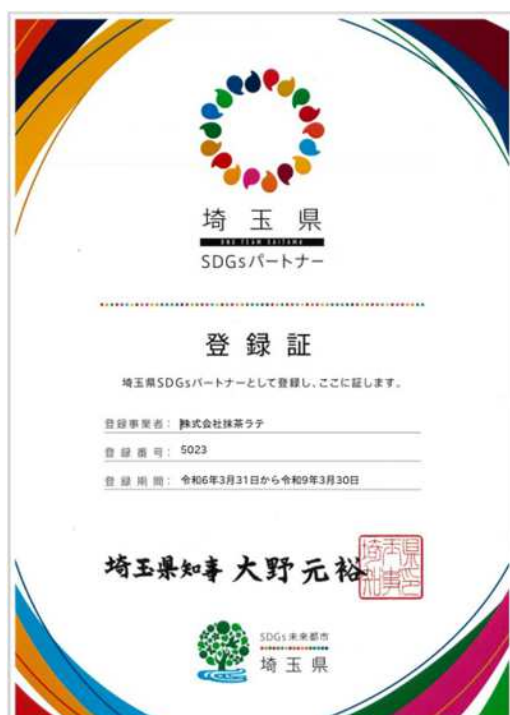 埼玉県
ONE TEAM SAITAMA
SDGsパートナー
登録証
埼玉県SDGsパートナーとして登録し、ここに証します。
登録事業者： 株式会社抹茶ラテ
登録番号： 5023
登録期間： 令和6年3月31日から令和9年3月30日
埼玉県知事 大野元裕
SDGs未来都市
埼玉県